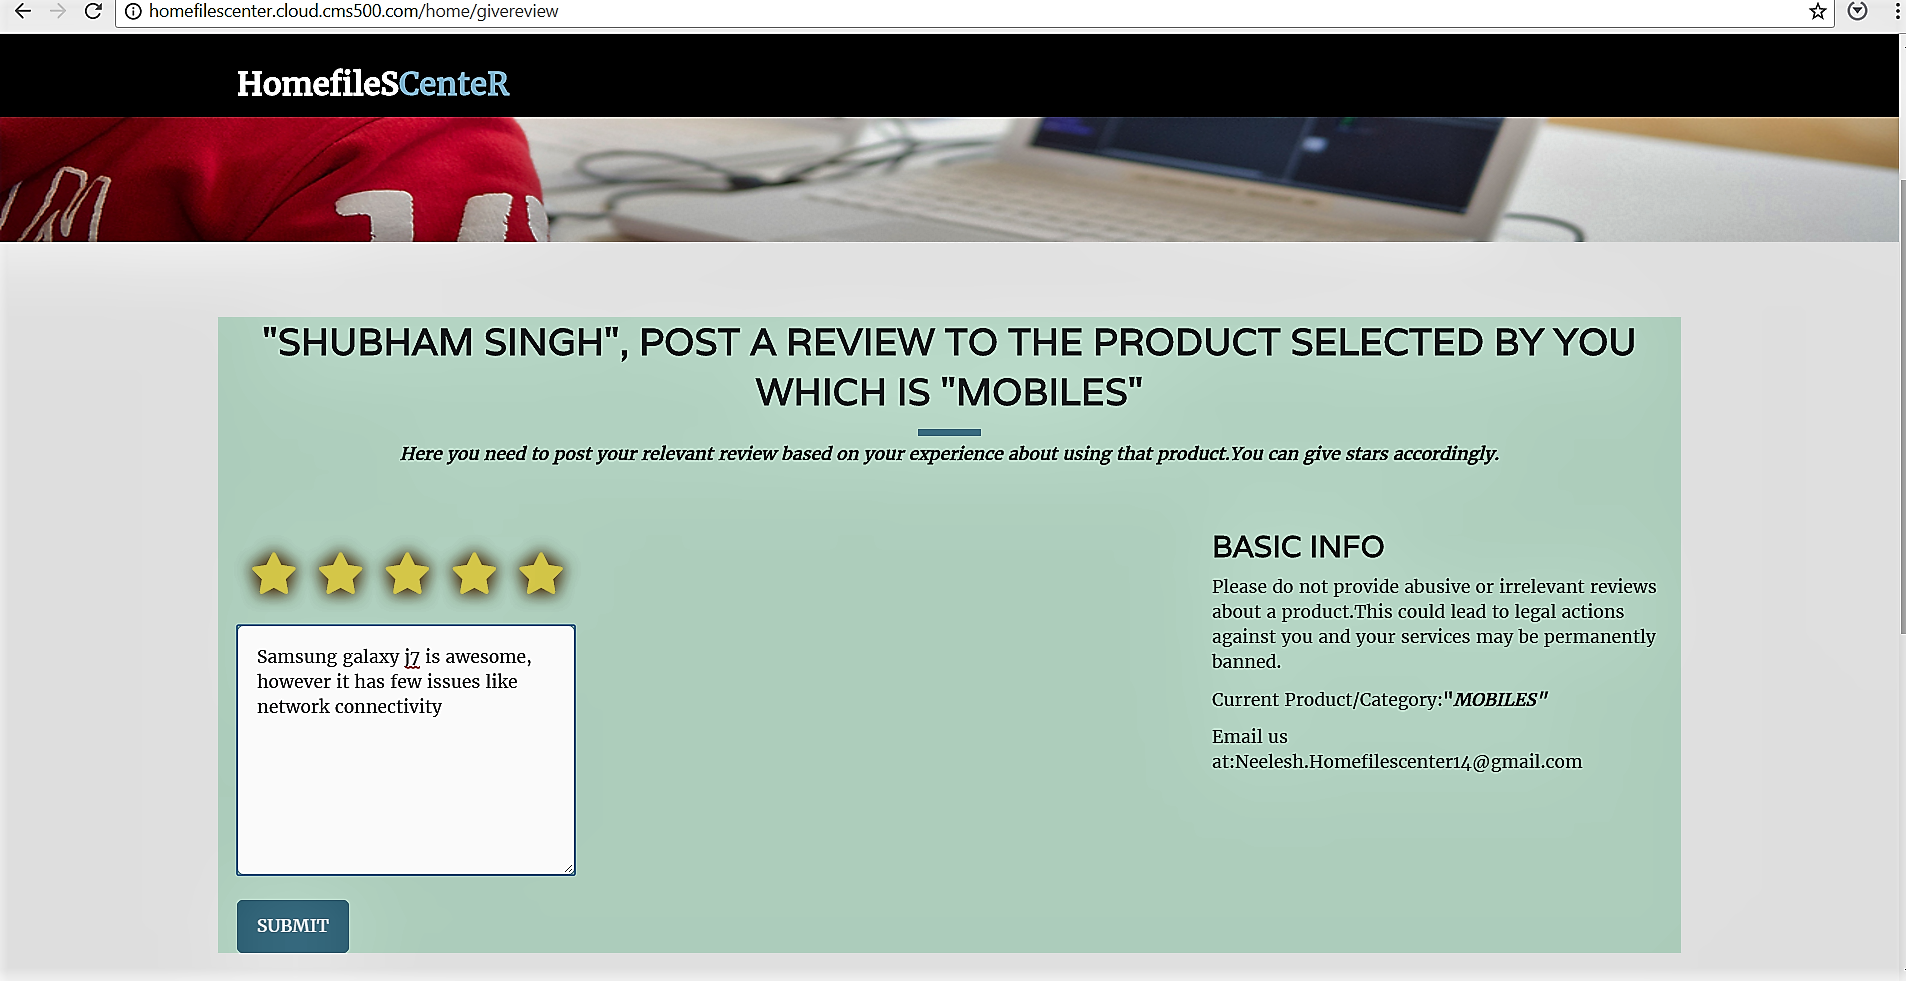 homefilescenter.cloud.cms500.com/home/givereview
HomefileSCenteR
"SHUBHAM SINGH", POST A REVIEW TO THE PRODUCT SELECTED BY YOU
WHICH IS "MOBILES"
Here you need to post your relevant review based on your experience about using that product.You can give stars accordingly.
Samsung galaxy j7 is awesome,
however it has few issues like
network connectivity
SUBMIT
BASIC INFO
Please do not provide abusive or irrelevant reviews
about a product.This could lead to legal actions
against you and your services may be permanently
banned.
Current Product/Category:"MOBILES"
Email us
at:Neelesh.Homefilescenter14@gmail.com